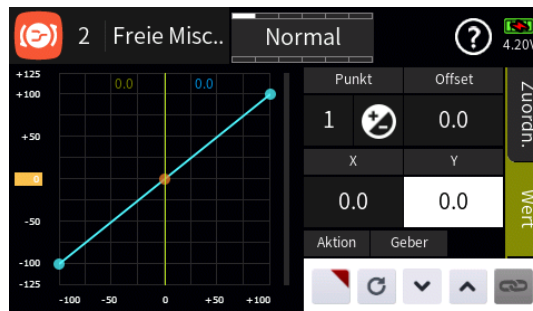 2 Freie Misc.. Normal ? 4.20V
+125
+100
+50
0
-50
-100
-125
0.0 0.0
-100 -50 0 +50 +100
Punkt Offset
1 0.0
X Y
0.0 0.0
Aktion Geber
Zuordn.
Wert